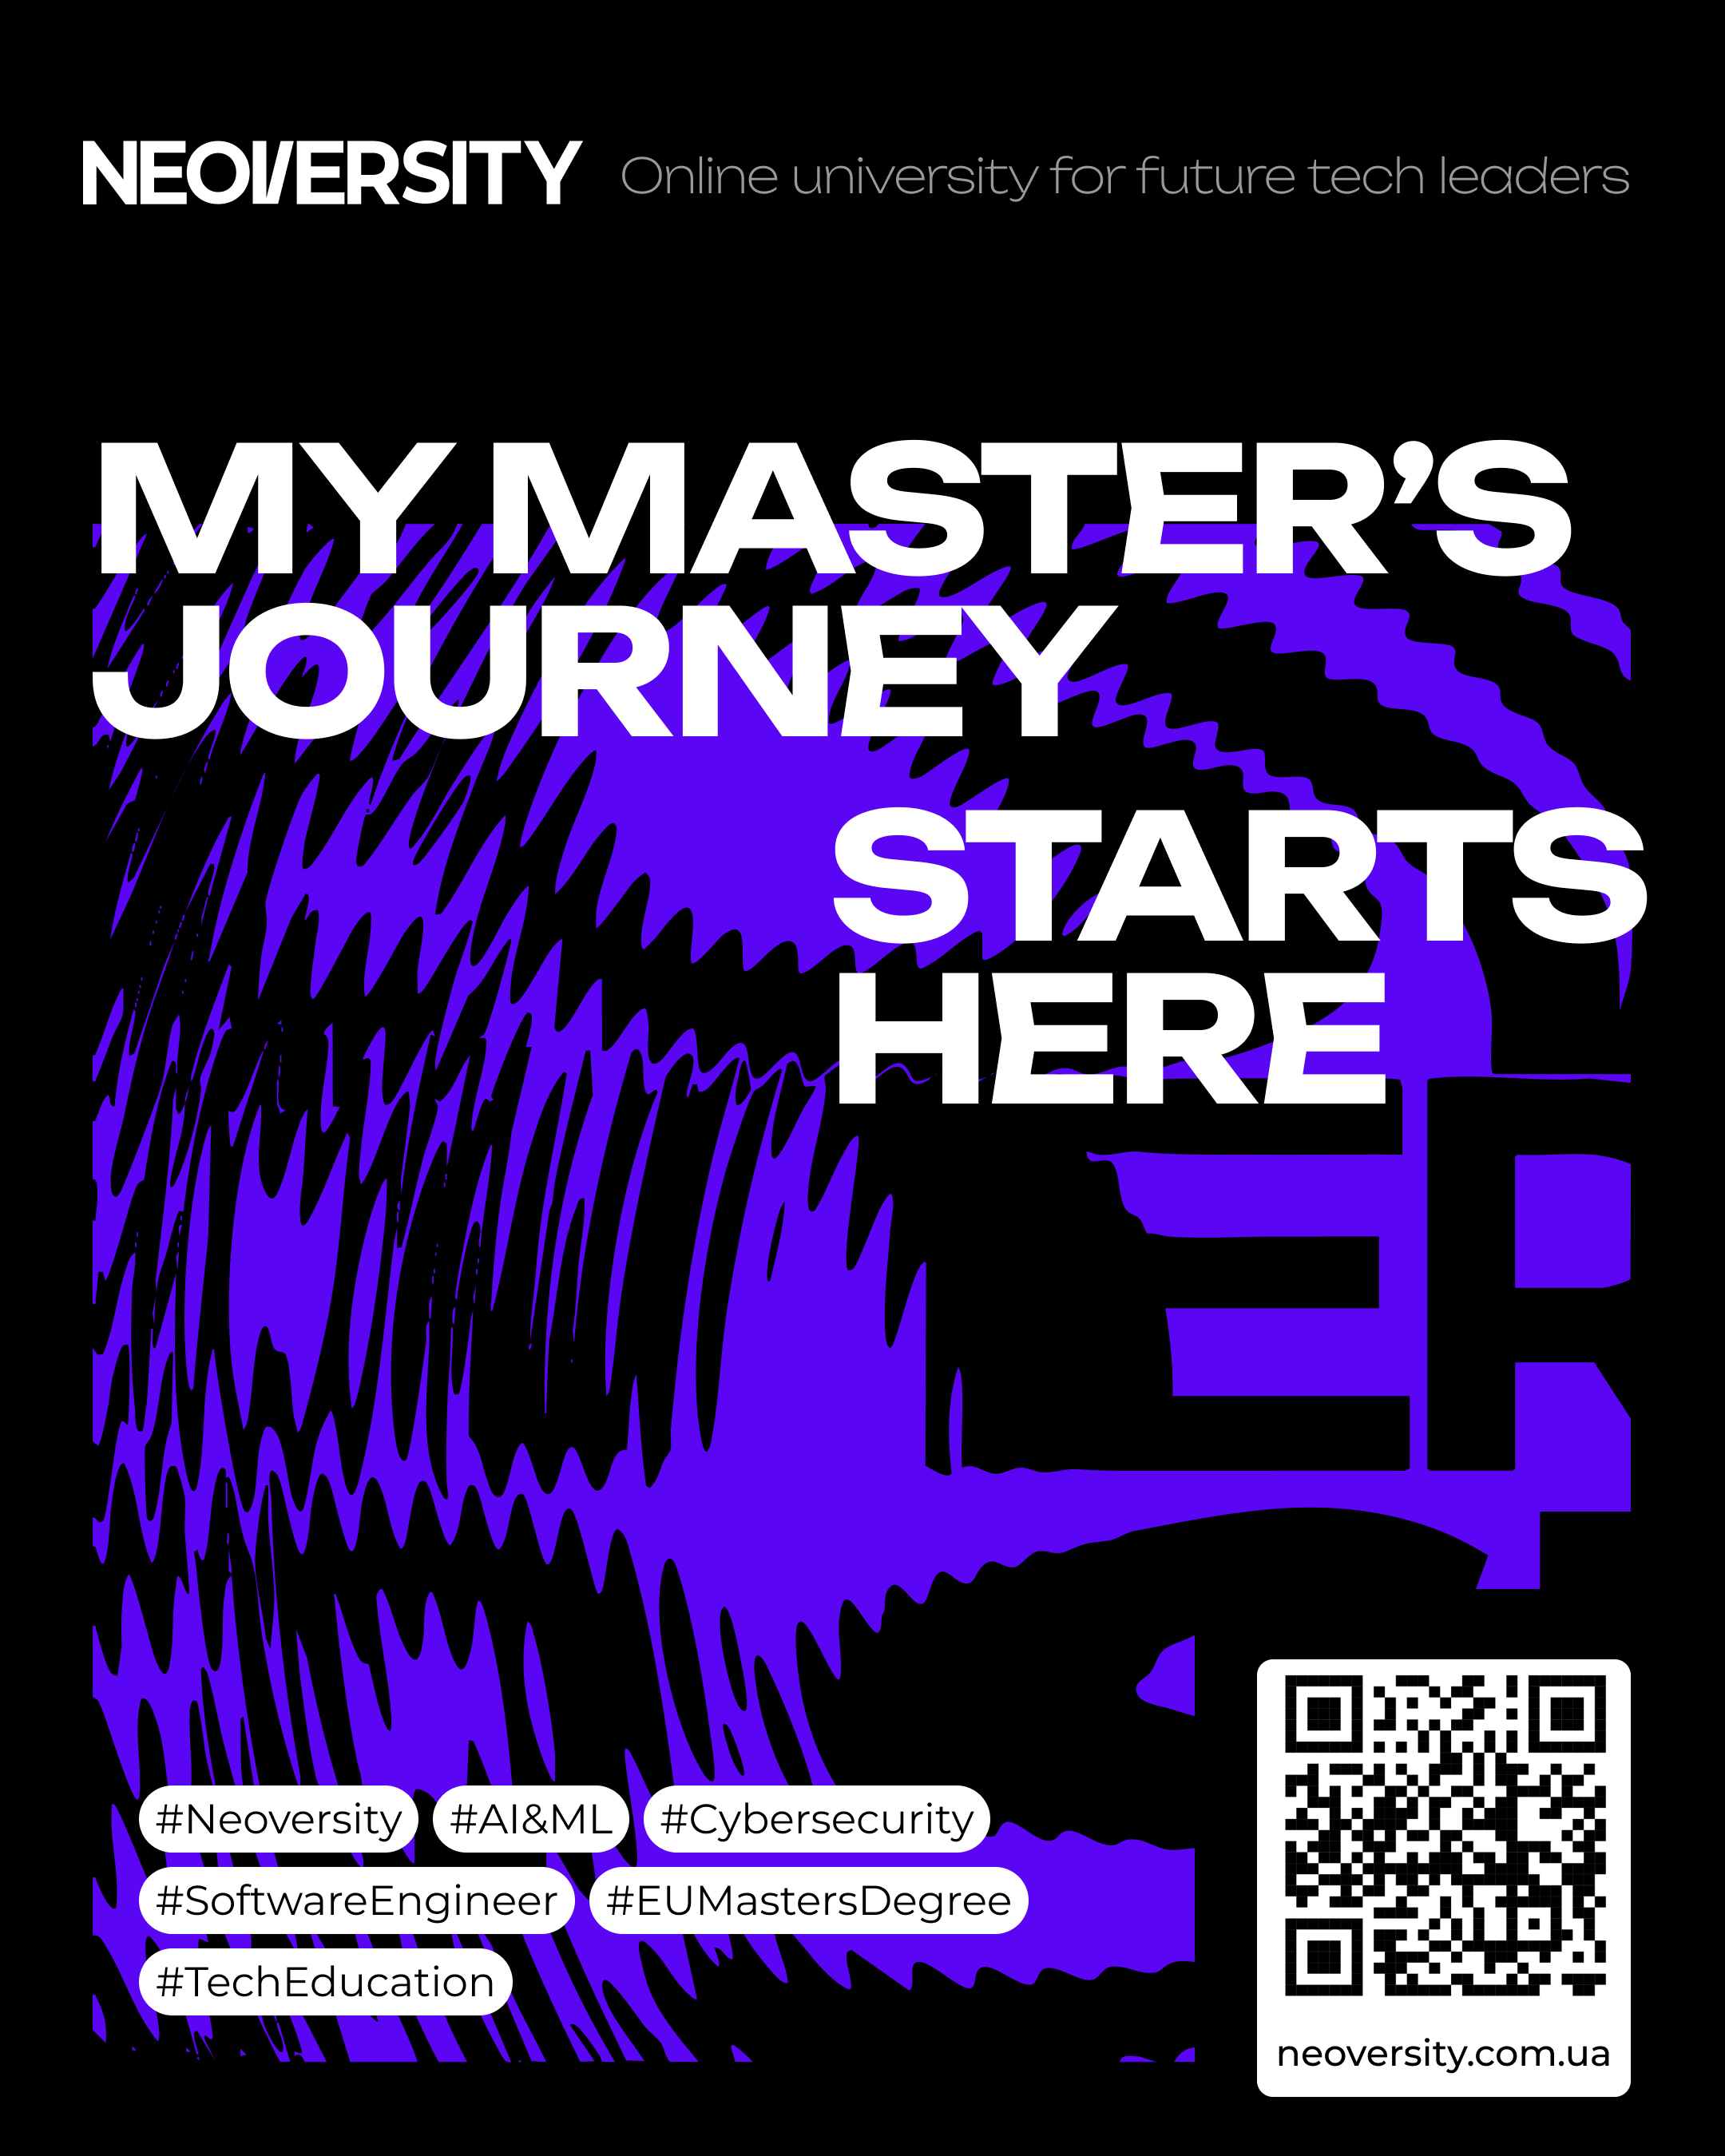 NEOVERSITY Online university for future tech leaders
MY MASTER’S
JOURNEY
STARTS
HERE
#Neoversity #AI&ML #Cybersecurity
#SoftwareEngineer #EUMastersDegree
#TechEducation
neoversity.com.ua